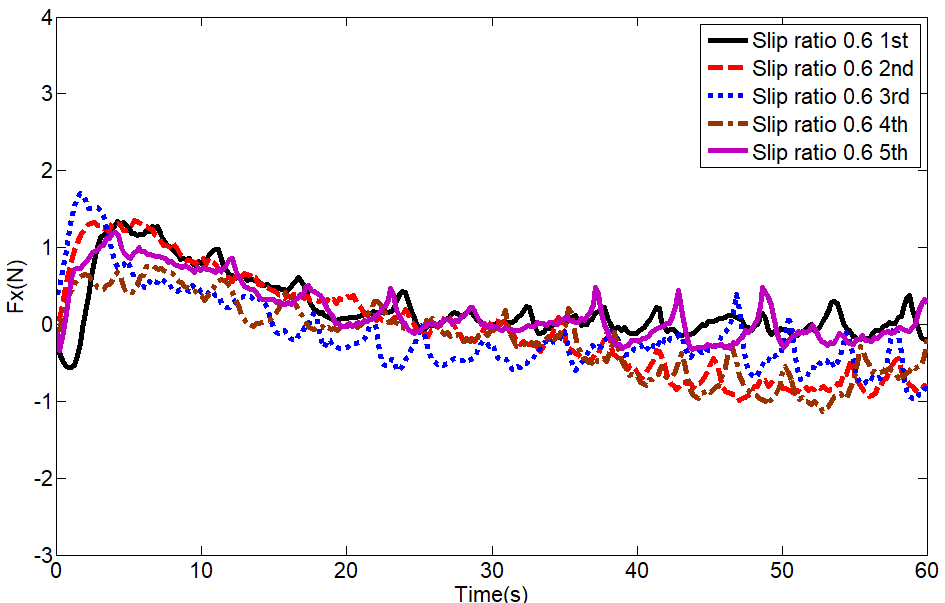 4
3
2
1
0
-1
-2
-3
Fx(N)
0
10
20
30
40
50
60
Time(s)
Slip ratio 0.6 1st
Slip ratio 0.6 2nd
Slip ratio 0.6 3rd
Slip ratio 0.6 4th
Slip ratio 0.6 5th